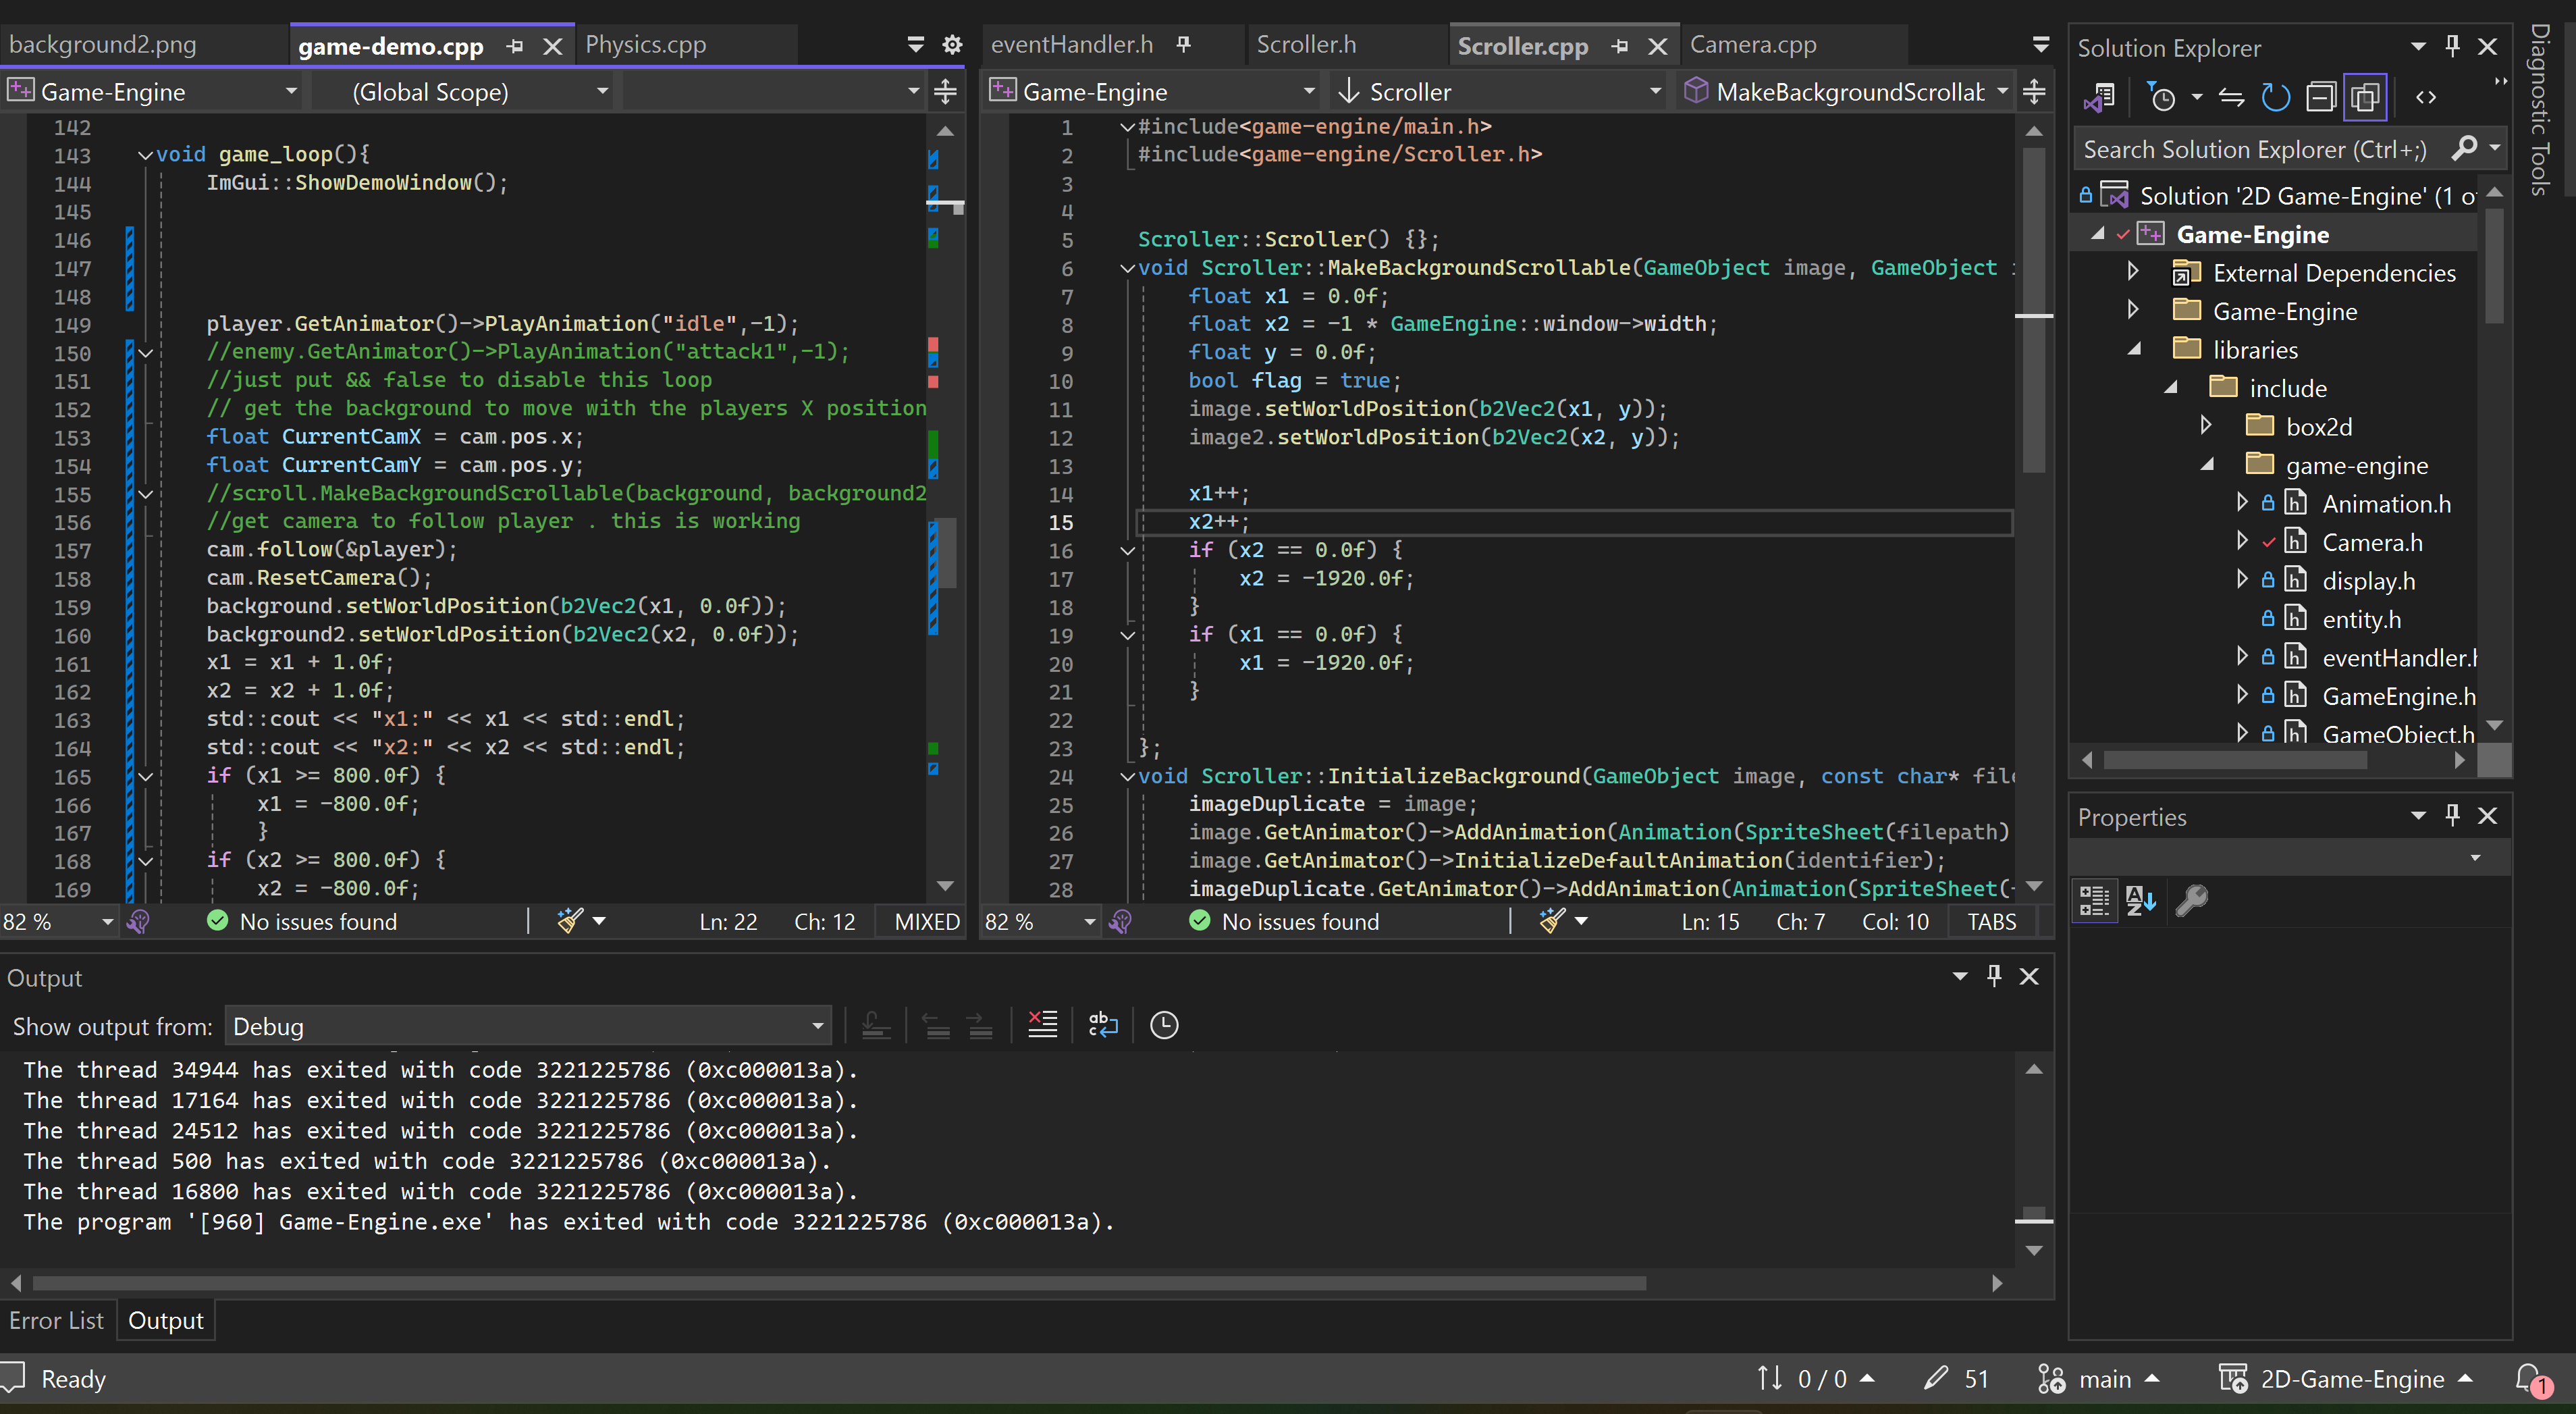 background2.png
game-demo.cpp
Physics.cpp
Game-Engine
(Global Scope)
142
143 void game_loop(){
144 ImGui::ShowDemoWindow();
145
146
147
148
149 player.GetAnimator()->PlayAnimation("idle",-1);
150 //enemy.GetAnimator()->PlayAnimation("attack1",-1);
151 //just put && false to disable this loop
152 // get the background to move with the players X position
153 float CurrentCamX = cam.pos.x;
154 float CurrentCamY = cam.pos.y;
155 //scroll.MakeBackgroundScrollable(background, background2
156 //get camera to follow player . this is working
157 cam.follow(&player);
158 cam.ResetCamera();
159 background.setWorldPosition(b2Vec2(x1, 0.0f));
160 background2.setWorldPosition(b2Vec2(x2, 0.0f));
161 x1 = x1 + 1.0f;
162 x2 = x2 + 1.0f;
163 std::cout << "x1:" << x1 << std::endl;
164 std::cout << "x2:" << x2 << std::endl;
165 if (x1 >= 800.0f) {
166 x1 = -800.0f;
167 }
168 if (x2 >= 800.0f) {
169 x2 = -800.0f;
82 %
No issues found
Ln: 22
Ch: 12
MIXED
eventHandler.h
Scroller.h
Scroller.cpp
Camera.cpp
Game-Engine
Scroller
MakeBackgroundScrollab
1 #include<game-engine/main.h>
2 #include<game-engine/Scroller.h>
3
4
5 Scroller::Scroller() {};
6 void Scroller::MakeBackgroundScrollable(GameObject image, GameObject i
7 float x1 = 0.0f;
8 float x2 = -1 * GameEngine::window->width;
9 float y = 0.0f;
10 bool flag = true;
11 image.setWorldPosition(b2Vec2(x1, y));
12 image2.setWorldPosition(b2Vec2(x2, y));
13
14 x1++;
15 x2++;
16 if (x2 == 0.0f) {
17 x2 = -1920.0f;
18 }
19 if (x1 == 0.0f) {
20 x1 = -1920.0f;
21 }
22
23 };
24 void Scroller::InitializeBackground(GameObject image, const char* file
25 imageDuplicate = image;
26 image.GetAnimator()->AddAnimation(Animation(SpriteSheet(filepath)
27 image.GetAnimator()->InitializeDefaultAnimation(identifier);
28 imageDuplicate.GetAnimator()->AddAnimation(Animation(SpriteSheet(
82 %
No issues found
Ln: 15
Ch: 7
Col: 10
TABS
Output
Show output from: Debug
The thread 34944 has exited with code 3221225786 (0xc000013a).
The thread 17164 has exited with code 3221225786 (0xc000013a).
The thread 24512 has exited with code 3221225786 (0xc000013a).
The thread 500 has exited with code 3221225786 (0xc000013a).
The thread 16800 has exited with code 3221225786 (0xc000013a).
The program '[960] Game-Engine.exe' has exited with code 3221225786 (0xc000013a).
Error List
Output
Solution Explorer
Search Solution Explorer (Ctrl+;)
Solution '2D Game-Engine' (1 o
Game-Engine
External Dependencies
Game-Engine
libraries
include
box2d
game-engine
Animation.h
Camera.h
display.h
entity.h
eventHandler.h
GameEngine.h
GameObject.h
Properties
Diagnostic Tools
Ready
0 / 0
51
main
2D-Game-Engine
1